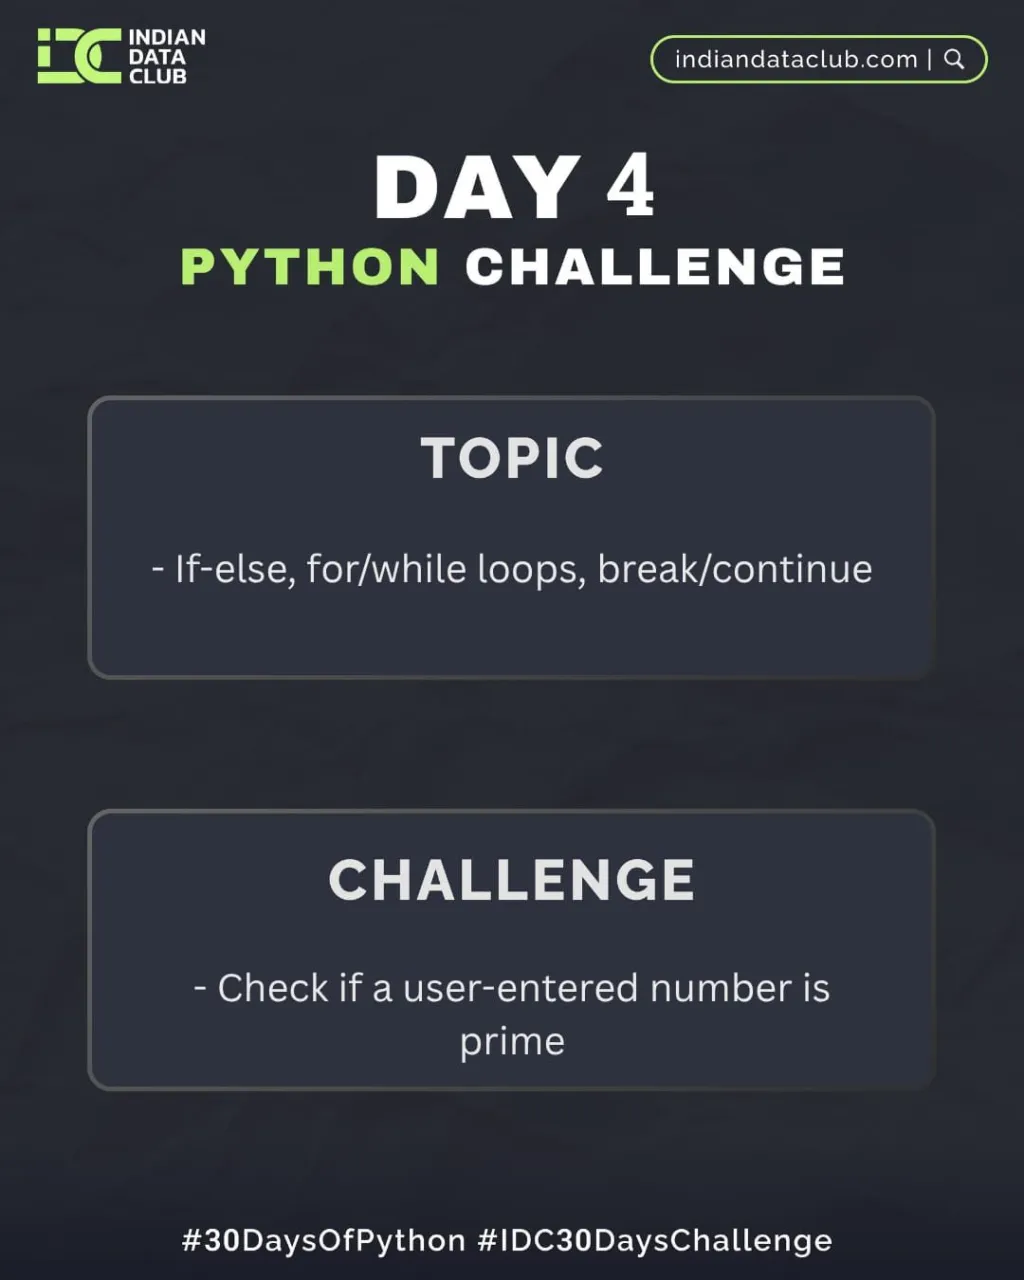 INDIAN
DATA
CLUB
indiandataclub.com |
DAY 4
PYTHON CHALLENGE
TOPIC
- If-else, for/while loops, break/continue
CHALLENGE
- Check if a user-entered number is
prime
#30DaysOfPython #IDC30DaysChallenge